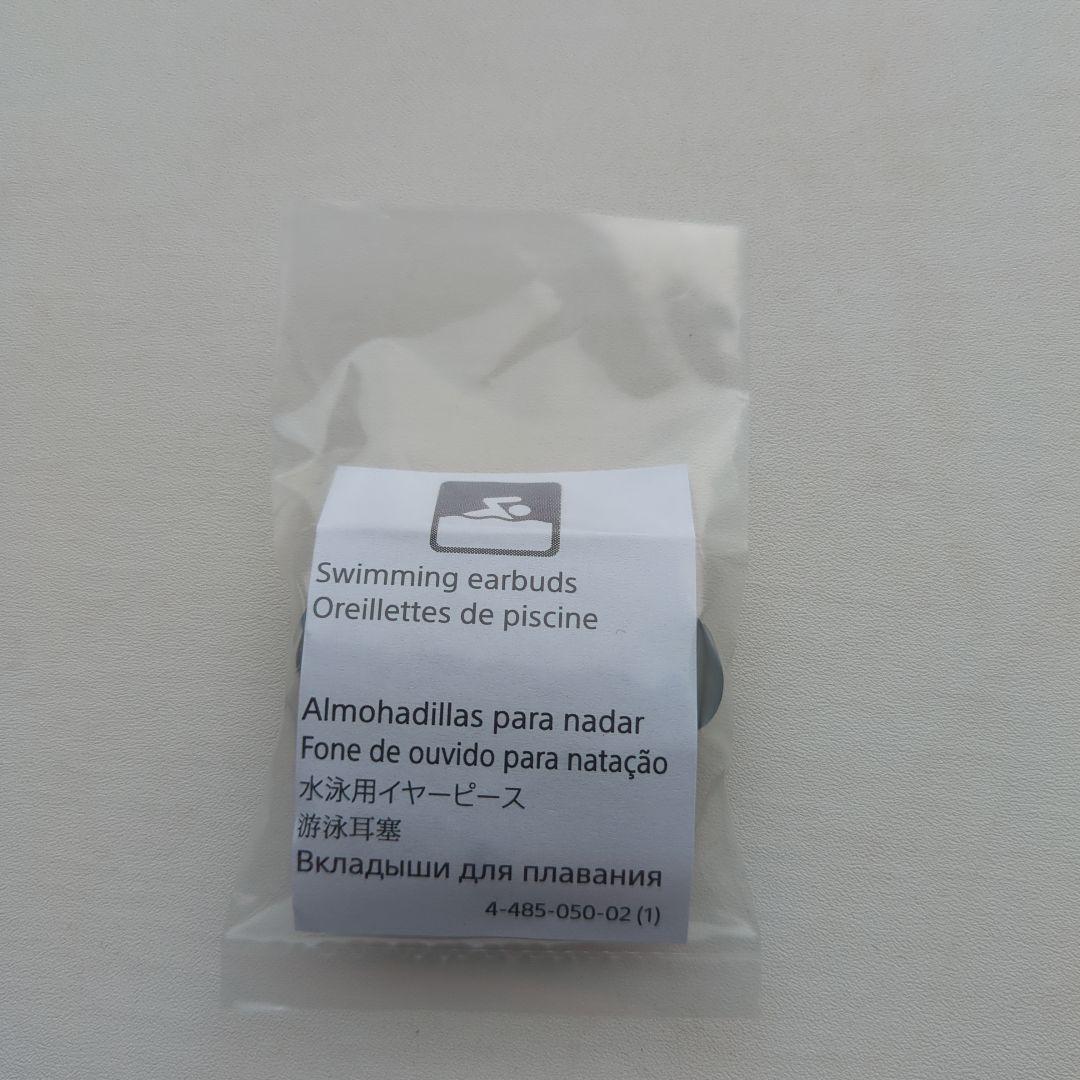 Swimming earbuds
Oreillettes de piscine
Almohadillas para nadar
Fone de ouvido para natação
水泳用イヤーピース
游泳耳塞
Вкладыши для плавания
4-485-050-02 (1)